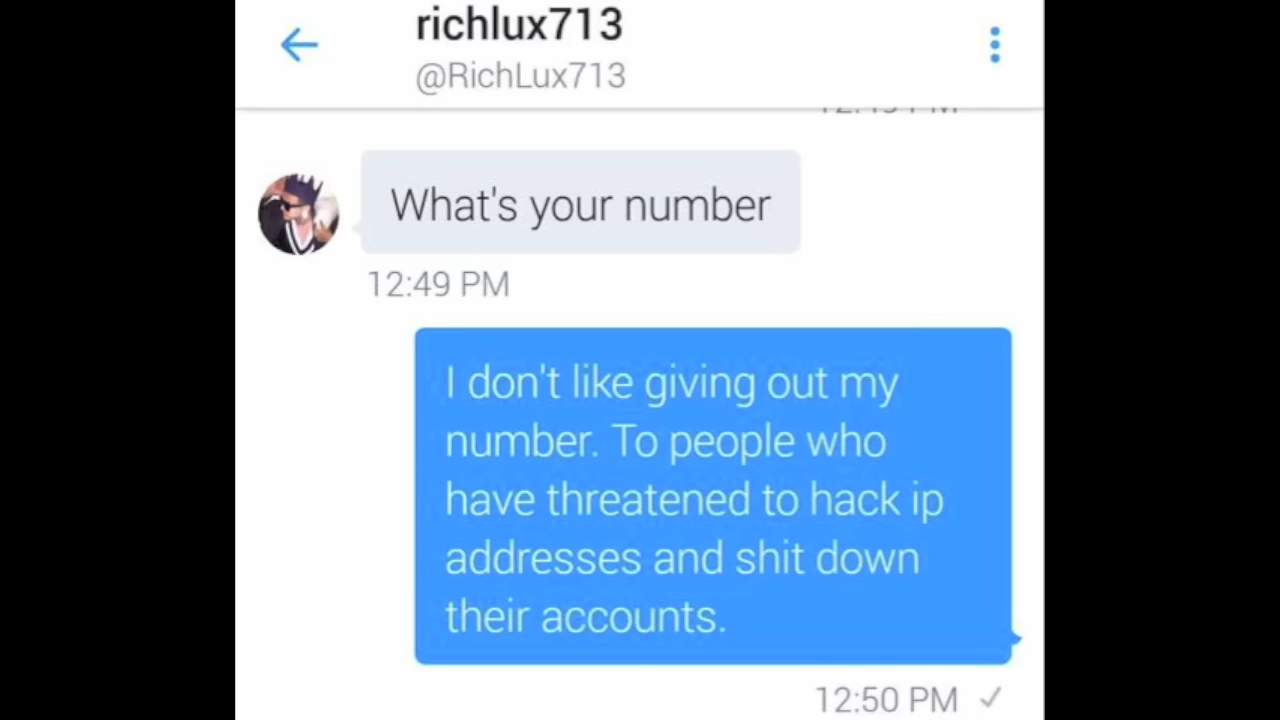 richlux713
@RichLux713
What's your number
12:49 PM
I don't like giving out my
number. To people who
have threatened to hack ip
addresses and shit down
their accounts.
12:50 PM